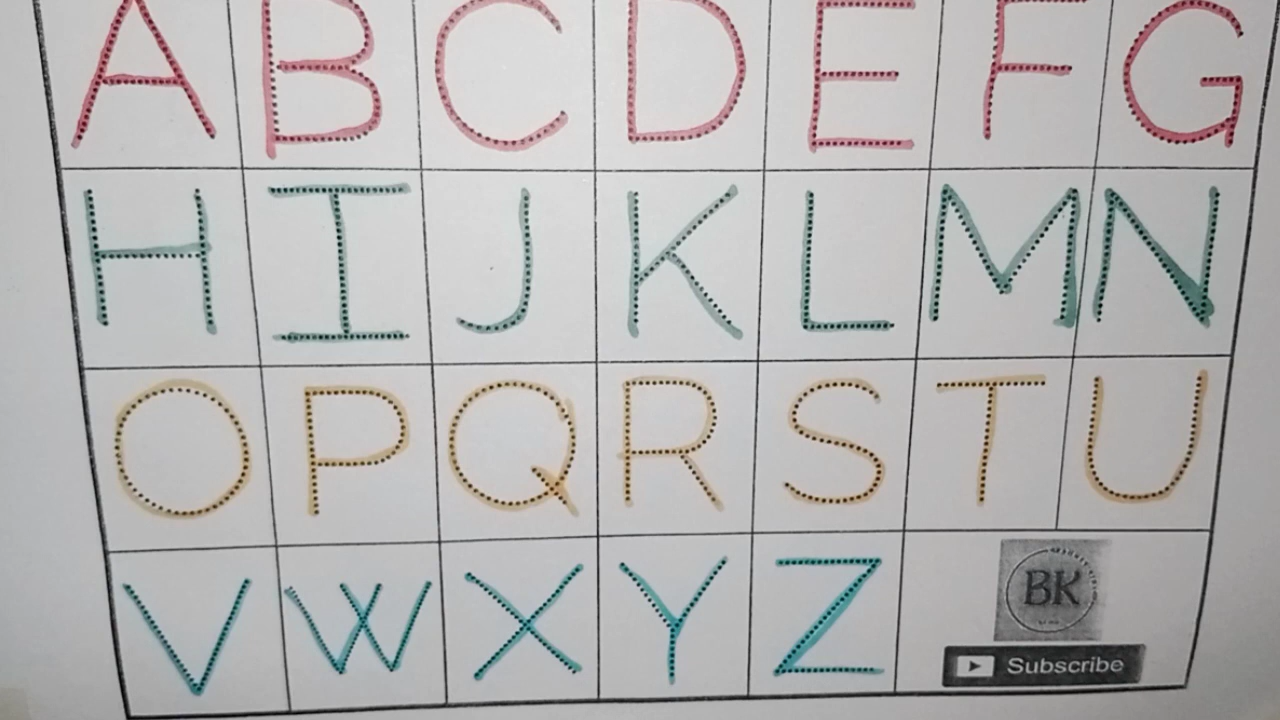 A B C D E F G
H I J K L M N
O P Q R S T U
V W X Y Z
BK
Subscribe